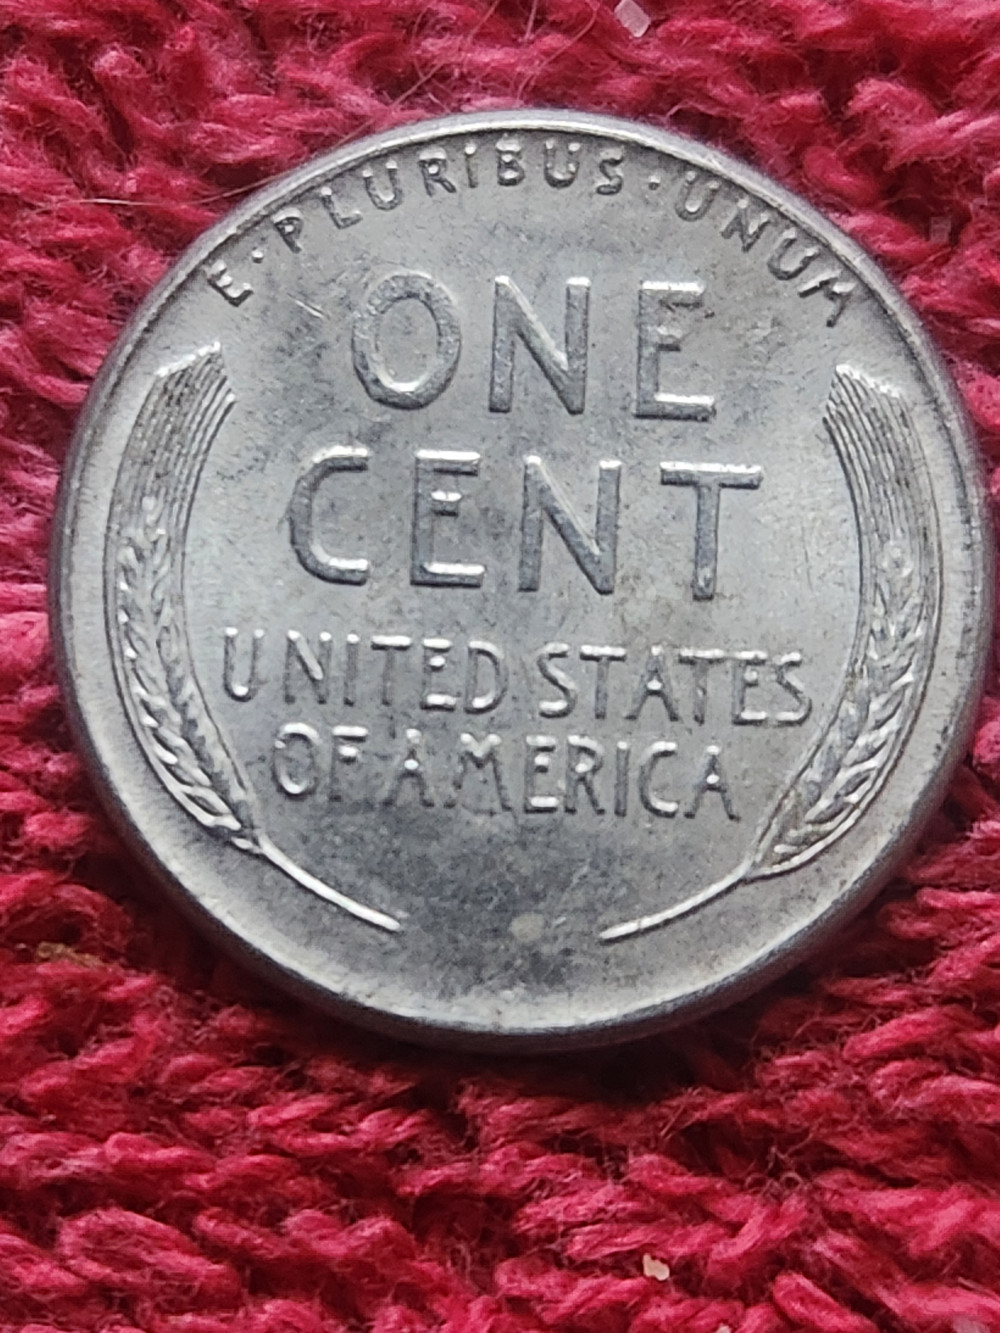 E·PLURIBUS·UNUM
ONE
CENT
UNITED STATES
OF AMERICA